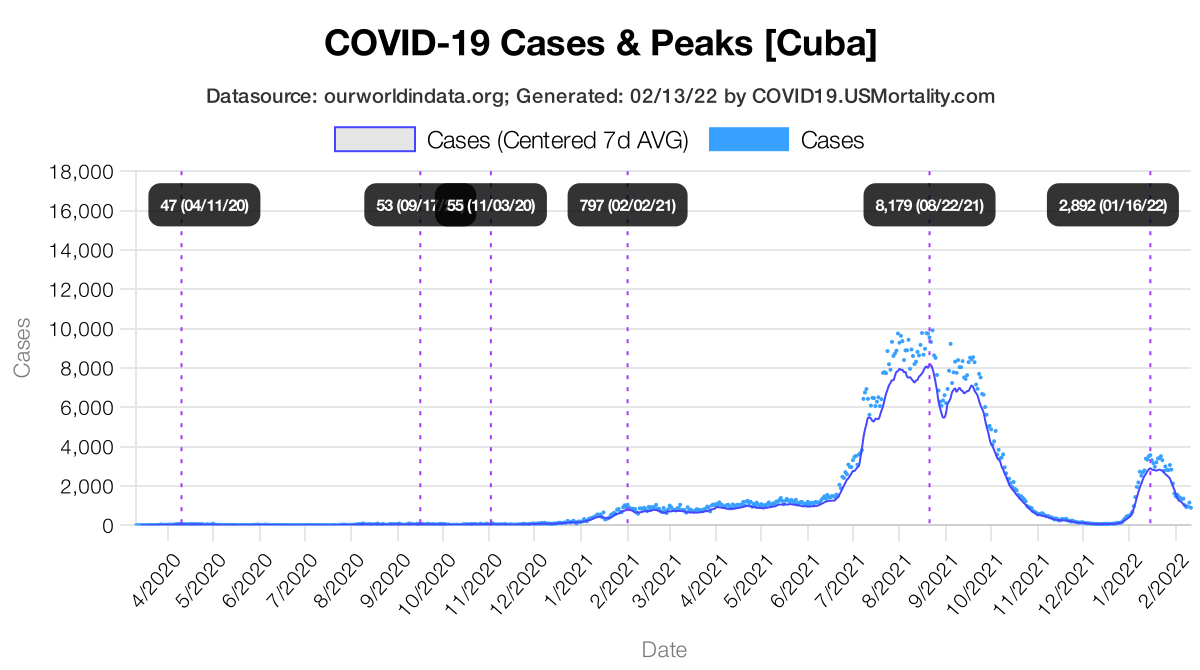 COVID-19 Cases & Peaks [Cuba]
Datasource: ourworldindata.org; Generated: 02/13/22 by COVID19.USMortality.com
Cases (Centered 7d AVG) Cases
18,000
47 (04/11/20) 53 (09/17/ 55 (11/03/20) 797 (02/02/21) 8,179 (08/22/21) 2,892 (01/16/22)
16,000
14,000
12,000
10,000
8,000
6,000
4,000
2,000
0
Cases
4/2020 5/2020 6/2020 7/2020 8/2020 9/2020 10/2020 11/2020 12/2020 1/2021 2/2021 3/2021 4/2021 5/2021 6/2021 7/2021 8/2021 9/2021 10/2021 11/2021 12/2021 1/2022 2/2022
Date